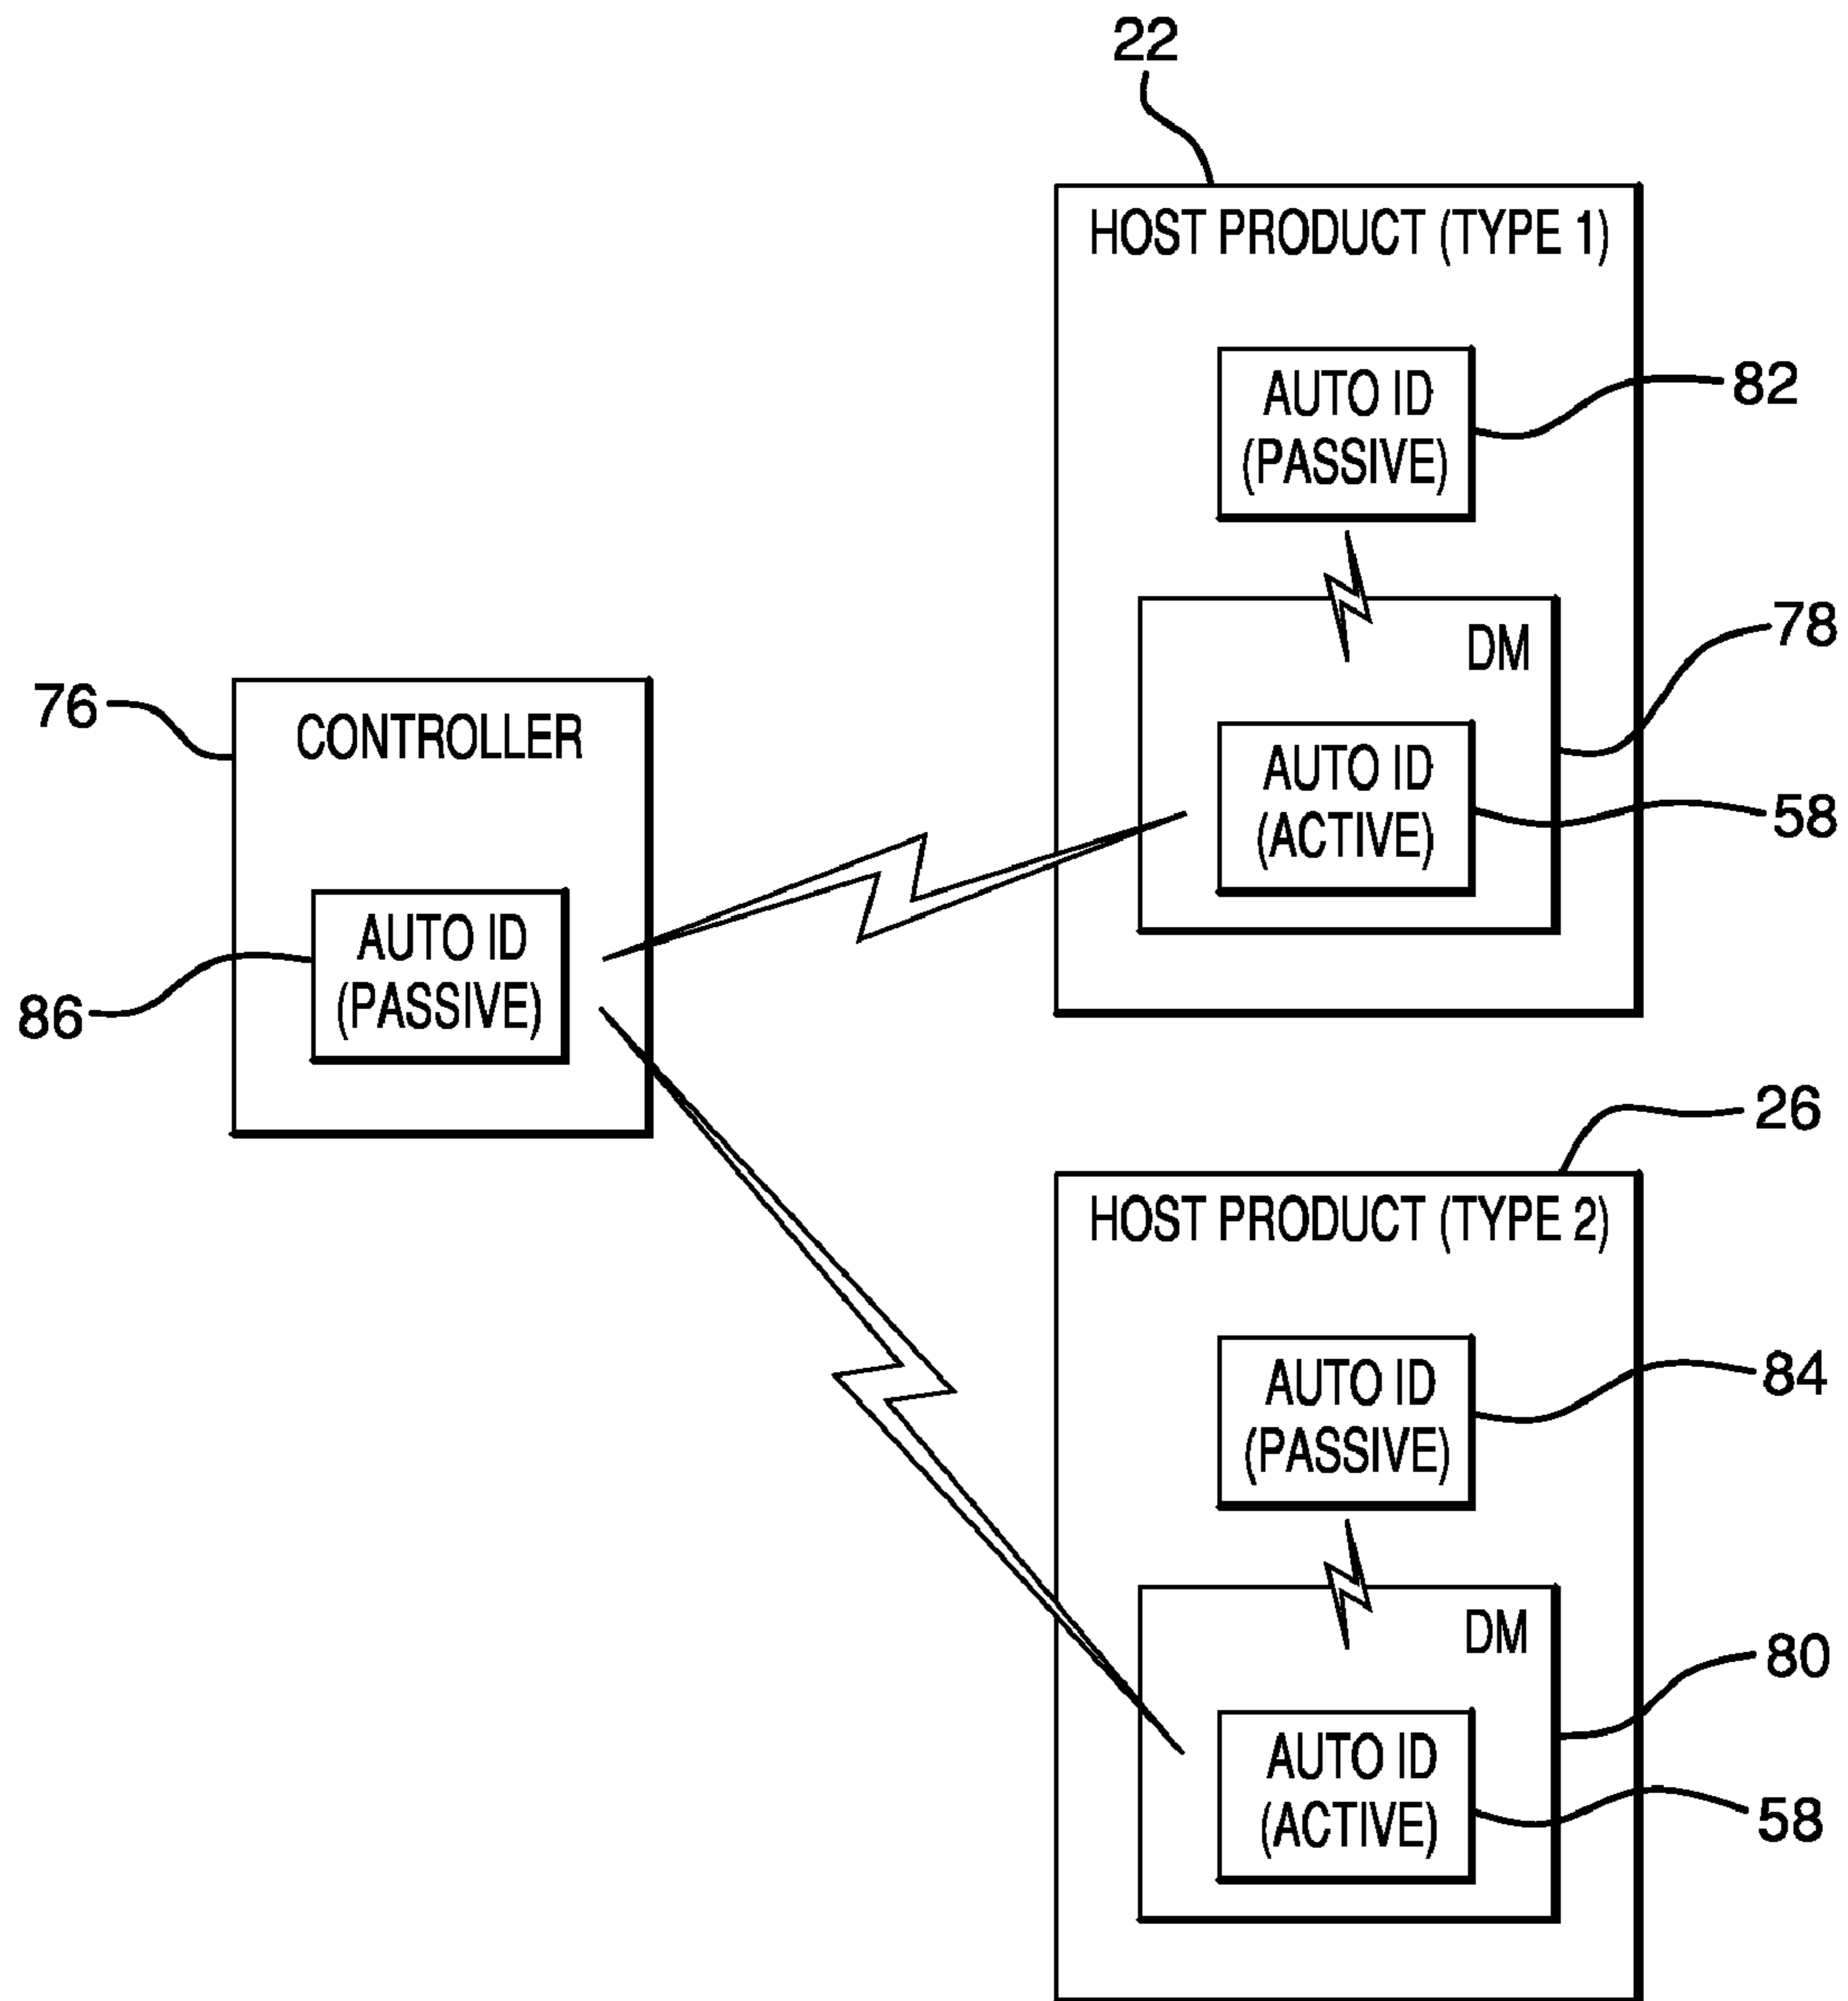 22
HOST PRODUCT (TYPE 1)
AUTO ID
(PASSIVE)
82
DM
78
AUTO ID
(ACTIVE)
58
76
CONTROLLER
AUTO ID
(PASSIVE)
86
26
HOST PRODUCT (TYPE 2)
AUTO ID
(PASSIVE)
84
DM
80
AUTO ID
(ACTIVE)
58